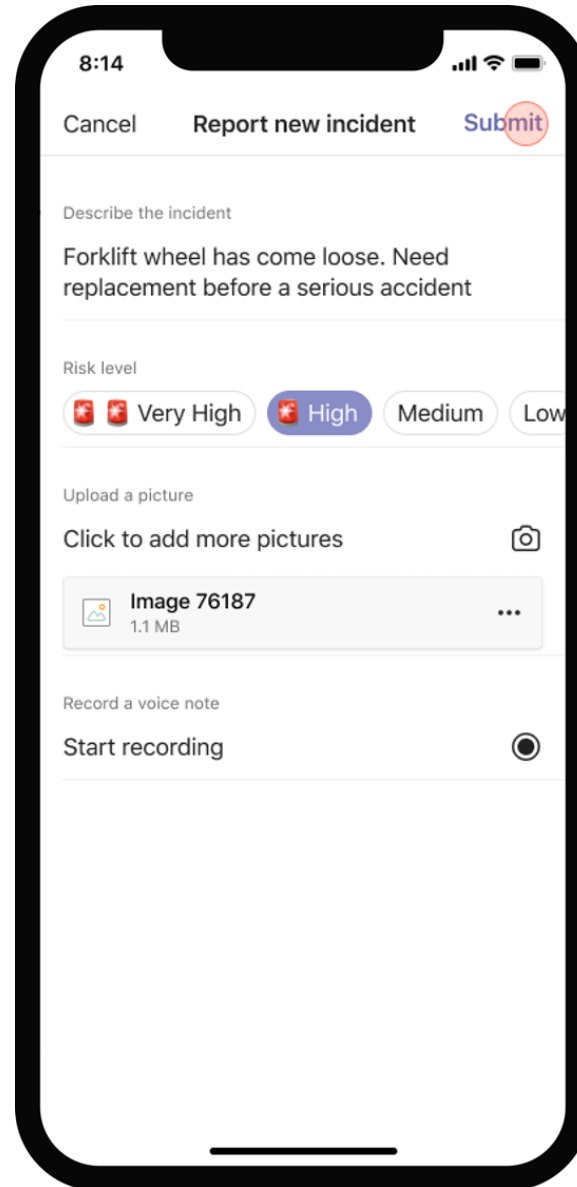 8:14
Cancel Report new incident Submit
Describe the incident
Forklift wheel has come loose. Need
replacement before a serious accident
Risk level
Very High High Medium Low
Upload a picture
Click to add more pictures
Image 76187
1.1 MB
Record a voice note
Start recording